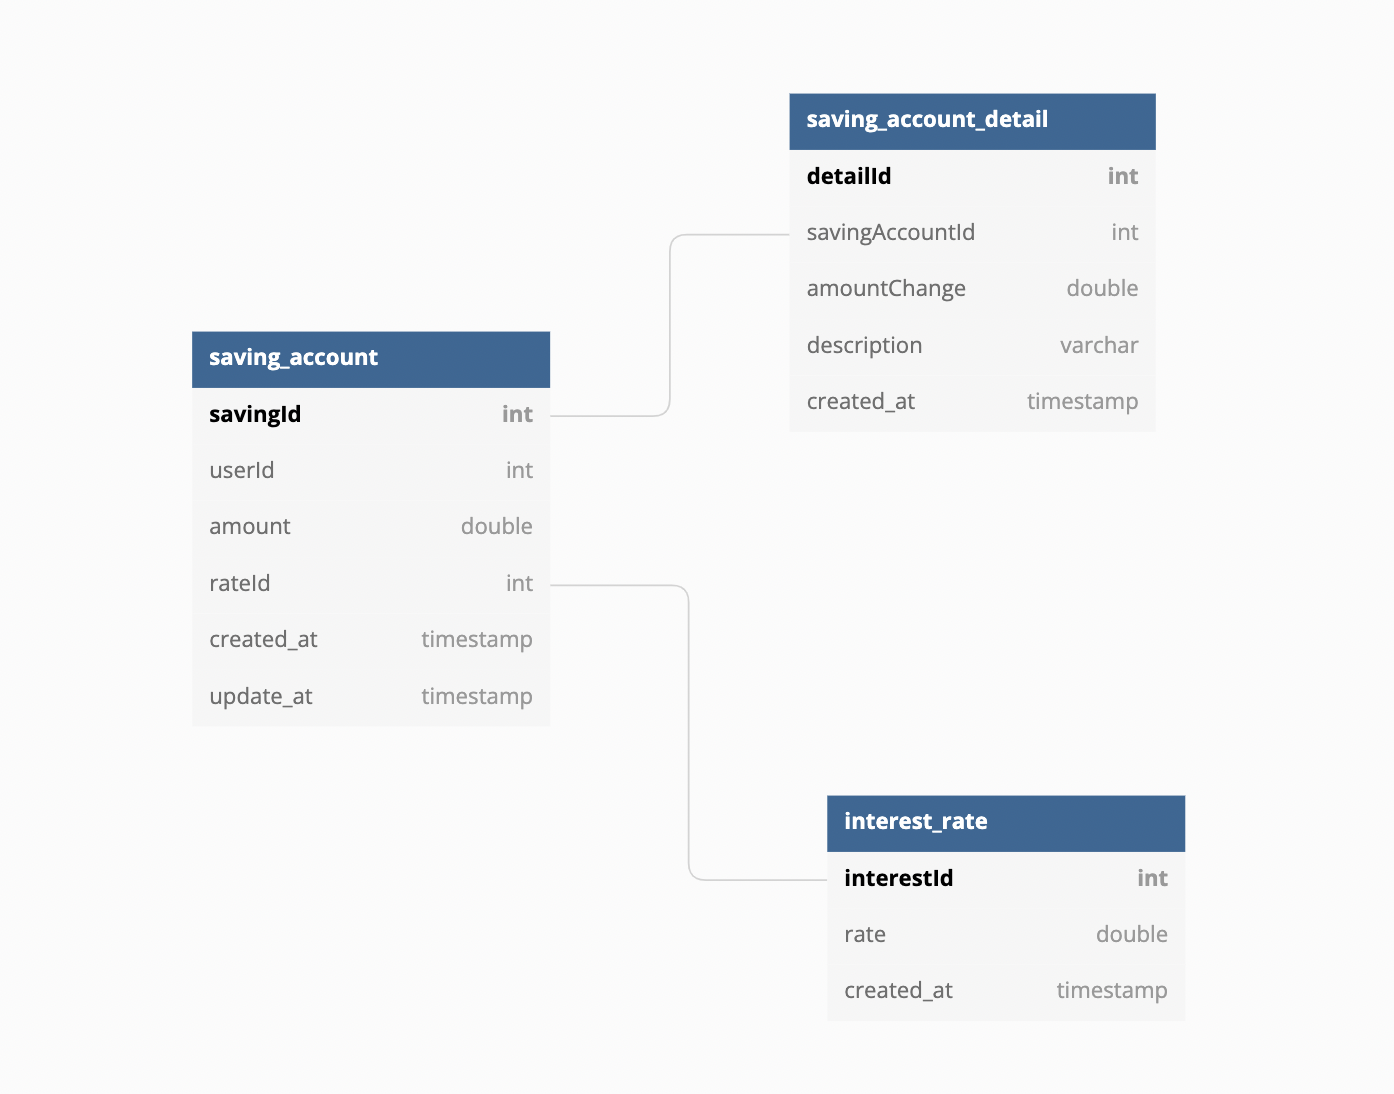 saving_account_detail
detailId int
savingAccountId int
amountChange double
description varchar
created_at timestamp
saving_account
savingId int
userId int
amount double
rateId int
created_at timestamp
update_at timestamp
interest_rate
interestId int
rate double
created_at timestamp